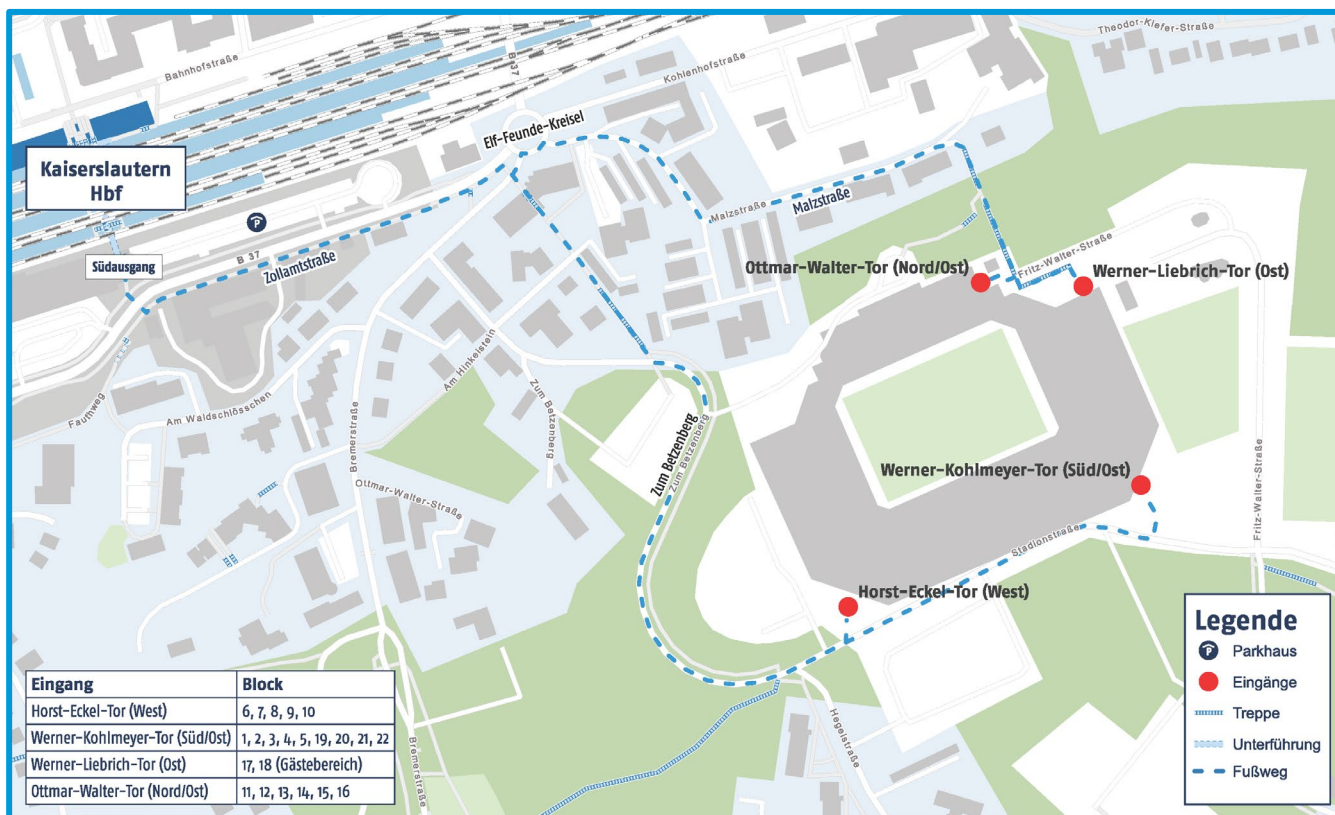 Theodor-Kiefer-Straße
Bahnhofstraße
B 37
Kohlenhofstraße
Elf-Feunde-Kreisel
Kaiserslautern
Hbf
P
Malzstraße
Malzstraße
B 37
Südausgang
Zollamtstraße
Fritz-Walter-Straße
Ottmar-Walter-Tor (Nord/Ost)
Werner-Liebrich-Tor (Ost)
Am Hinkelstein
Zum Betzenberg
Fauthweg
Am Waldschlösschen
Bremerstraße
Zum Betzenberg
Zum Betzenberg
Werner-Kohlmeyer-Tor (Süd/Ost)
Ottmar-Walter-Straße
Stadionstraße
Fritz-Walter-Straße
Horst-Eckel-Tor (West)
Hegelstraße
Bremerstraße
Legende
P
Parkhaus
Eingänge
Treppe
Unterführung
Fußweg
Eingang Block
Horst-Eckel-Tor (West) 6, 7, 8, 9, 10
Werner-Kohlmeyer-Tor (Süd/Ost) 1, 2, 3, 4, 5, 19, 20, 21, 22
Werner-Liebrich-Tor (Ost) 17, 18 (Gästebereich)
Ottmar-Walter-Tor (Nord/Ost) 11, 12, 13, 14, 15, 16